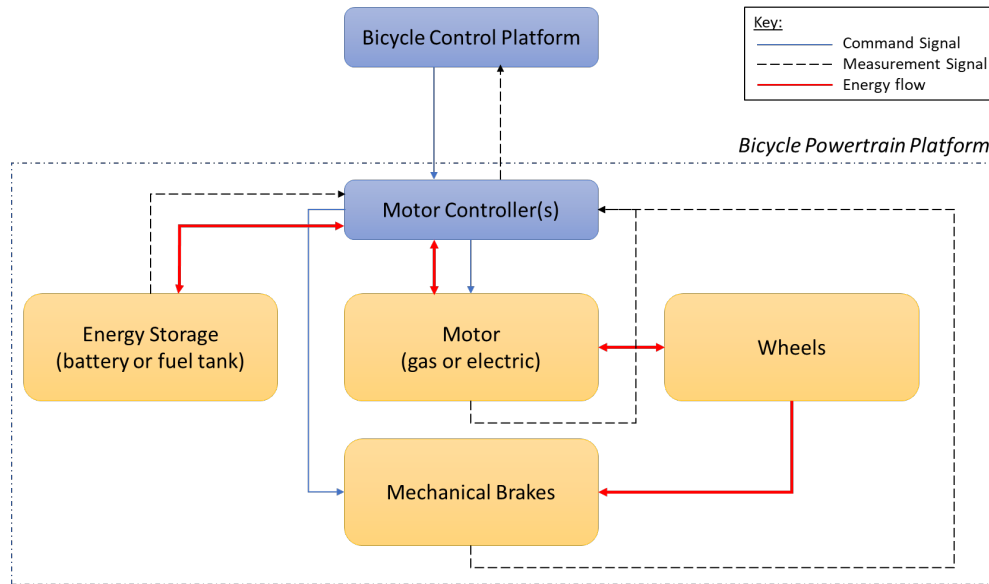 Bicycle Control Platform
Key:
Command Signal
Measurement Signal
Energy flow
Bicycle Powertrain Platform
Motor Controller(s)
Energy Storage
(battery or fuel tank)
Motor
(gas or electric)
Wheels
Mechanical Brakes